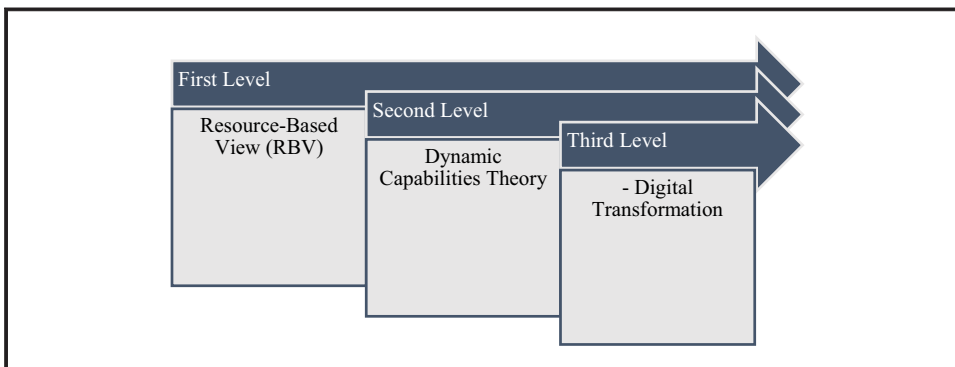 First Level
Resource-Based
View (RBV)
Second Level
Dynamic
Capabilities Theory
Third Level
- Digital
Transformation